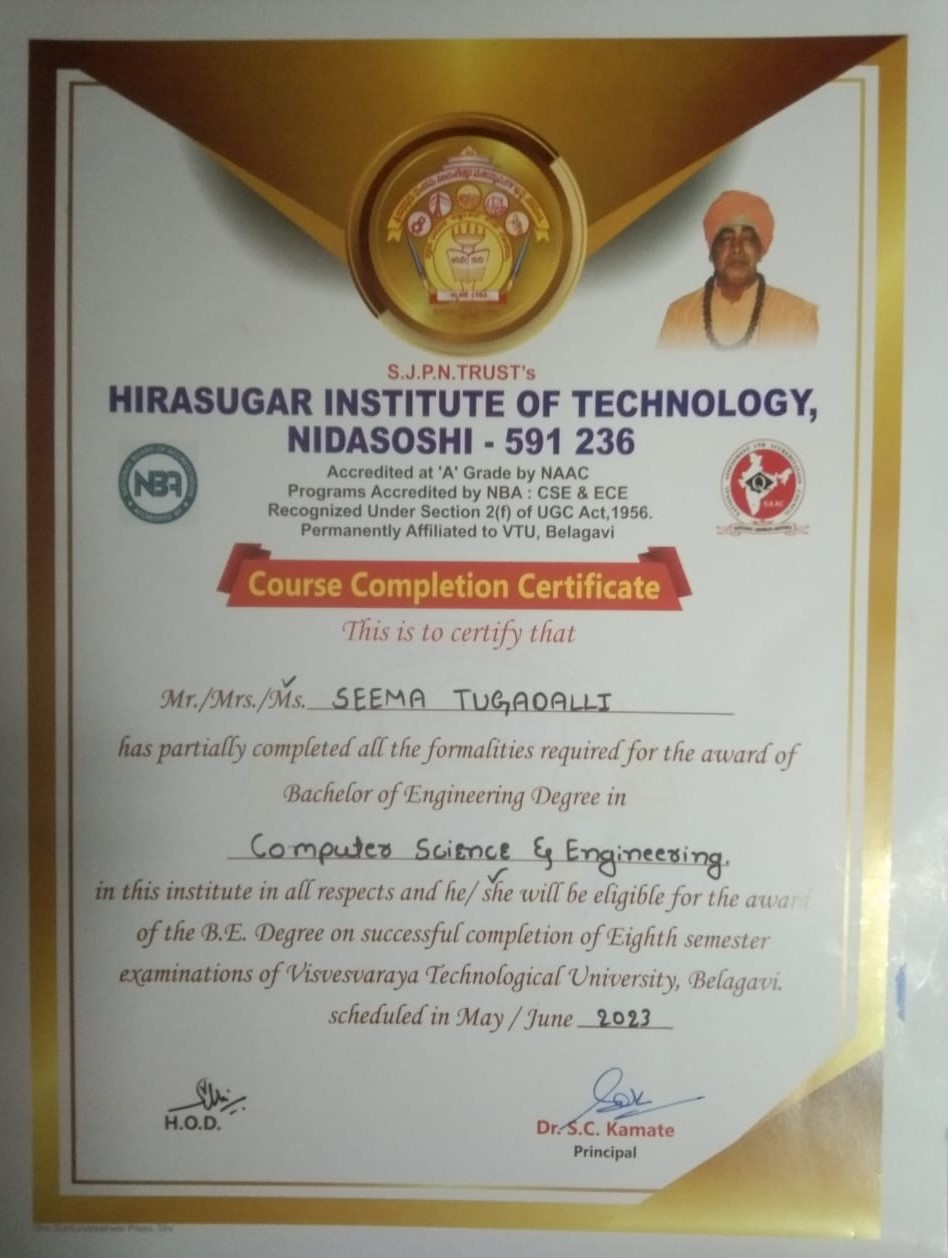 S.J.P.N.TRUST's
HIRASUGAR INSTITUTE OF TECHNOLOGY,
NIDASOSHI - 591 236
NBA
Accredited at 'A' Grade by NAAC
Programs Accredited by NBA : CSE & ECE
Recognized Under Section 2(f) of UGC Act,1956.
Permanently Affiliated to VTU, Belagavi
NAAC
Course Completion Certificate
This is to certify that
Mr./Mrs./Ms. SEEMA TUGADALLI
has partially completed all the formalities required for the award of
Bachelor of Engineering Degree in
Computer Science & Engineering.
in this institute in all respects and he/ she will be eligible for the award
of the B.E. Degree on successful completion of Eighth semester
examinations of Visvesvaraya Technological University, Belagavi.
scheduled in May / June 2023
H.O.D.
Dr. S.C. Kamate
Principal